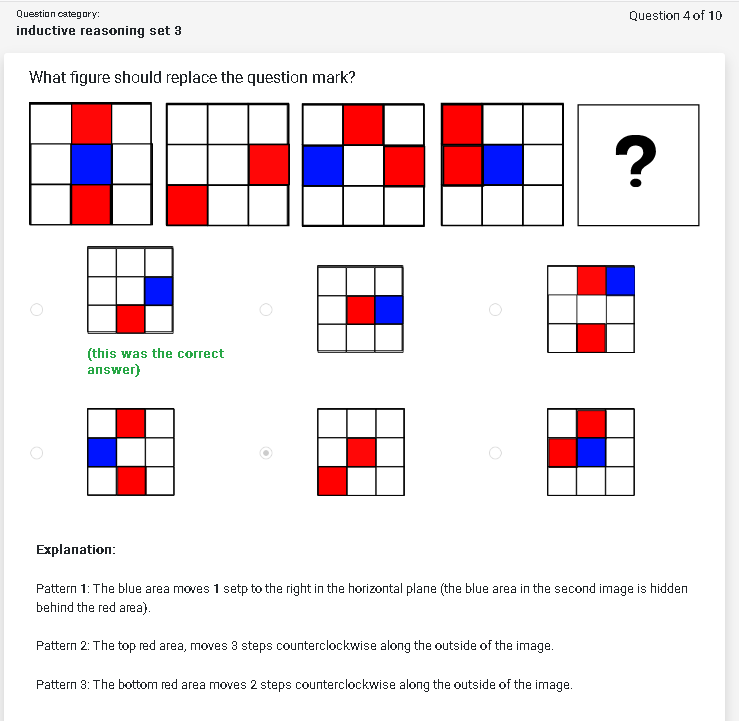 Question category:
Question 4 of 10
inductive reasoning set 3
What figure should replace the question mark?
?
(this was the correct
answer)
Explanation:
Pattern 1: The blue area moves 1 setp to the right in the horizontal plane (the blue area in the second image is hidden
behind the red area).
Pattern 2: The top red area, moves 3 steps counterclockwise along the outside of the image.
Pattern 3: The bottom red area moves 2 steps counterclockwise along the outside of the image.